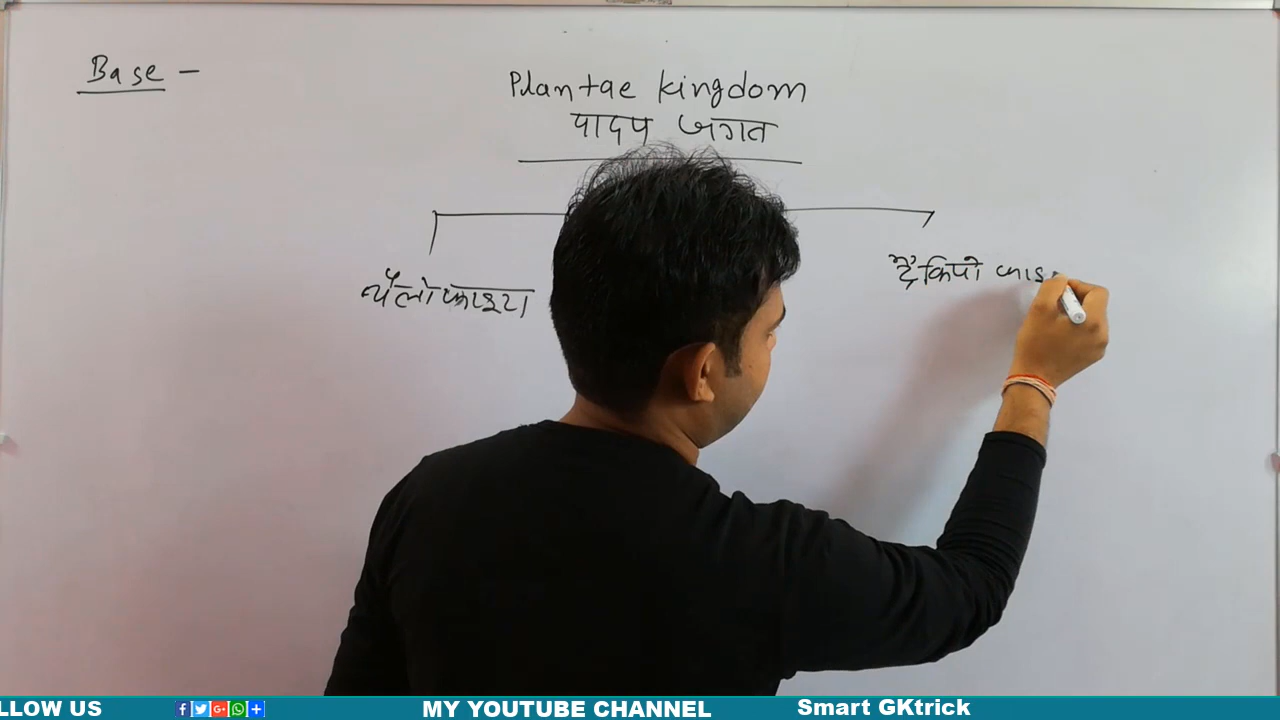 Base -
Plantae kingdom
पादप जगत
थैलोफाइटा
ट्रैकियो फाइ
LLOW US
MY YOUTUBE CHANNEL
Smart GKtrick